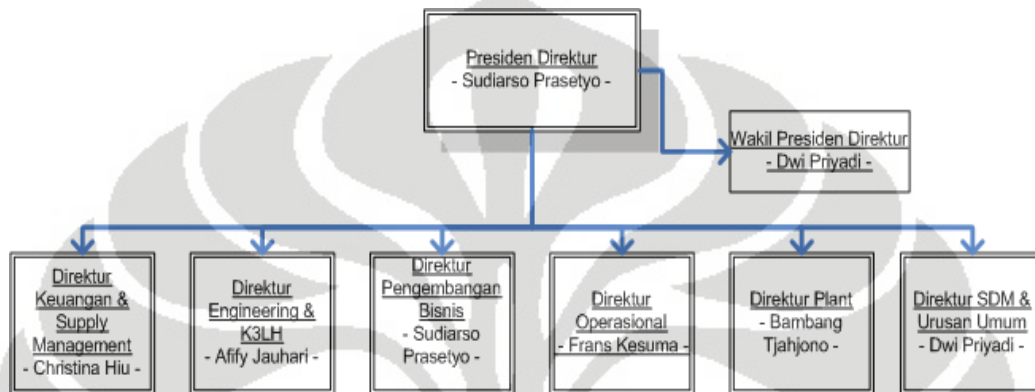 Presiden Direktur
- Sudiarso Prasetyo -
Wakil Presiden Direktur
- Dwi Priyadi -
Direktur
Keuangan &
Supply
Management
- Christina Hiu -
Direktur
Engineering &
K3LH
- Afify Jauhari -
Direktur
Pengembangan
Bisnis
- Sudiarso
Prasetyo -
Direktur
Operasional
- Frans Kesuma -
Direktur Plant
- Bambang
Tjahjono -
Direktur SDM &
Urusan Umum
- Dwi Priyadi -